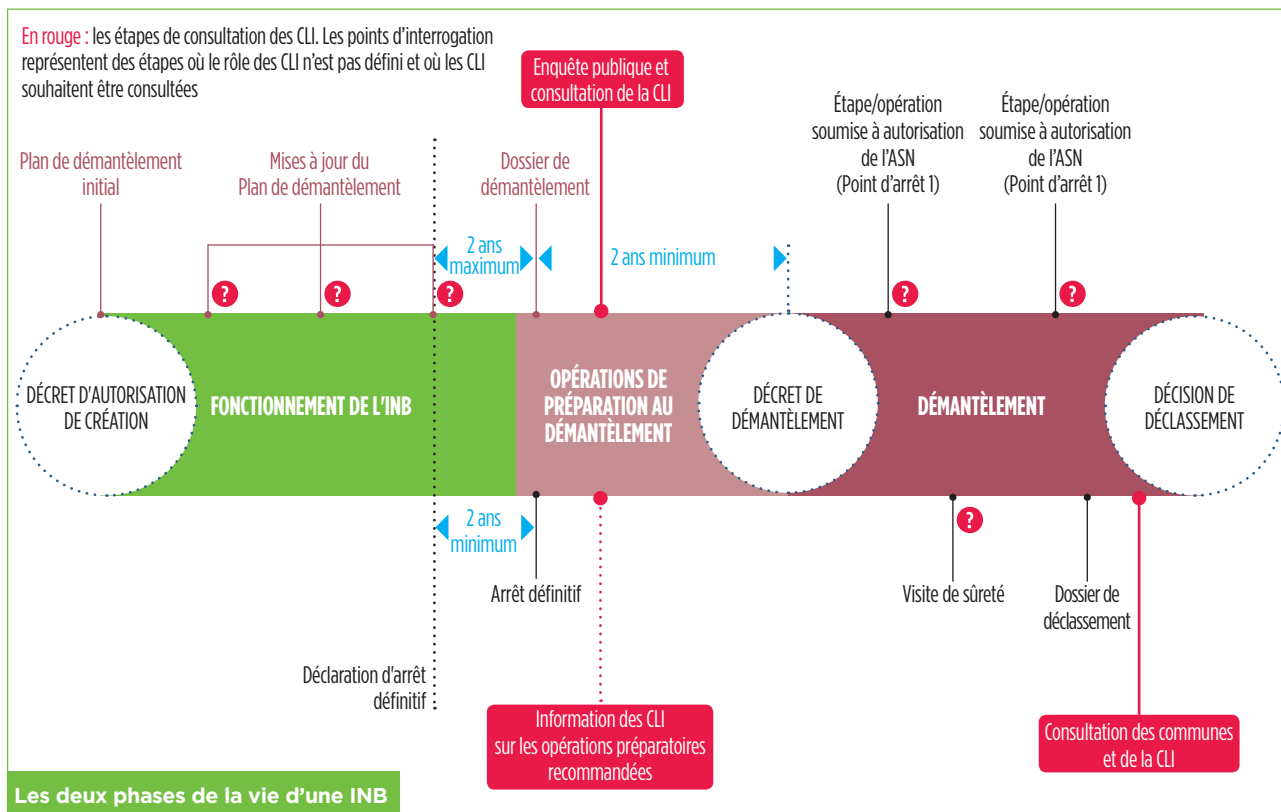 En rouge : les étapes de consultation des CLI. Les points d'interrogation
représentent des étapes où le rôle des CLI n'est pas défini et où les CLI
souhaitent être consultées
Enquête publique et
consultation de la CLI
Étape/opération
soumise à autorisation
de l'ASN
(Point d'arrêt 1)
Étape/opération
soumise à autorisation
de l'ASN
(Point d'arrêt 1)
Plan de démantèlement
initial
Mises à jour du
Plan de démantèlement
Dossier de
démantèlement
2 ans
maximum
2 ans minimum
?
?
?
?
?
DÉCRET D'AUTORISATION
DE CRÉATION
FONCTIONNEMENT DE L'INB
OPÉRATIONS DE
PRÉPARATION AU
DÉMANTÈLEMENT
DÉCRET DE
DÉMANTÈLEMENT
DÉMANTÈLEMENT
DÉCISION DE
DÉCLASSEMENT
2 ans
minimum
?
Arrêt définitif
Visite de sûreté
Dossier de
déclassement
Déclaration d'arrêt
définitif
Information des CLI
sur les opérations préparatoires
recommandées
Consultation des communes
et de la CLI
Les deux phases de la vie d'une INB